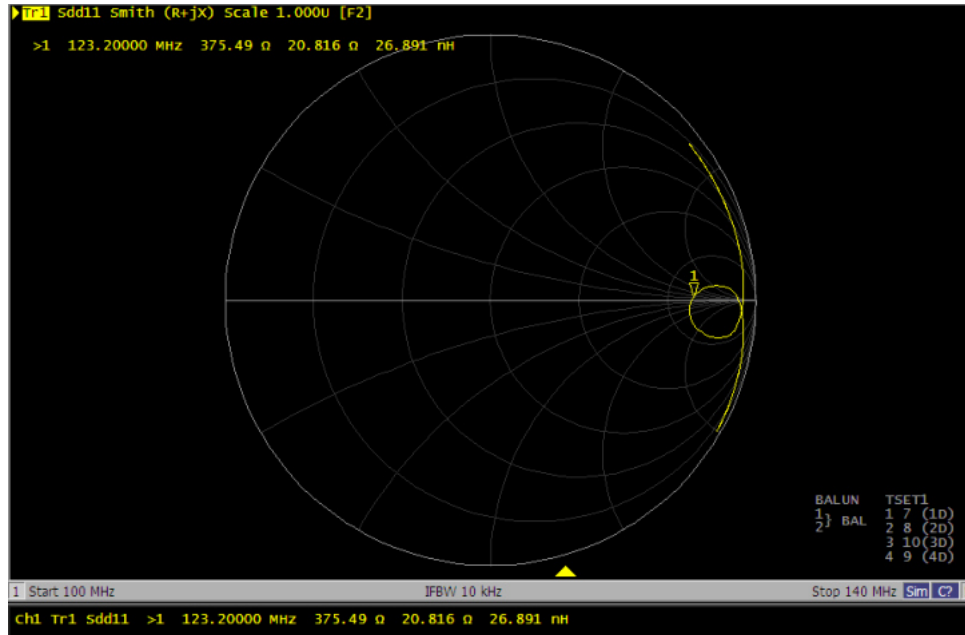 Tr1 Sdd11 Smith (R+jX) Scale 1.000U [F2]
>1 123.20000 MHz 375.49 Ω 20.816 Ω 26.891 nH
1
BALUN TSET1
1} BAL 1 7 (1D)
2 2 8 (2D)
3 10(3D)
4 9 (4D)
1 Start 100 MHz IFBW 10 kHz Stop 140 MHz Sim C?
Ch1 Tr1 Sdd11 >1 123.20000 MHz 375.49 Ω 20.816 Ω 26.891 nH